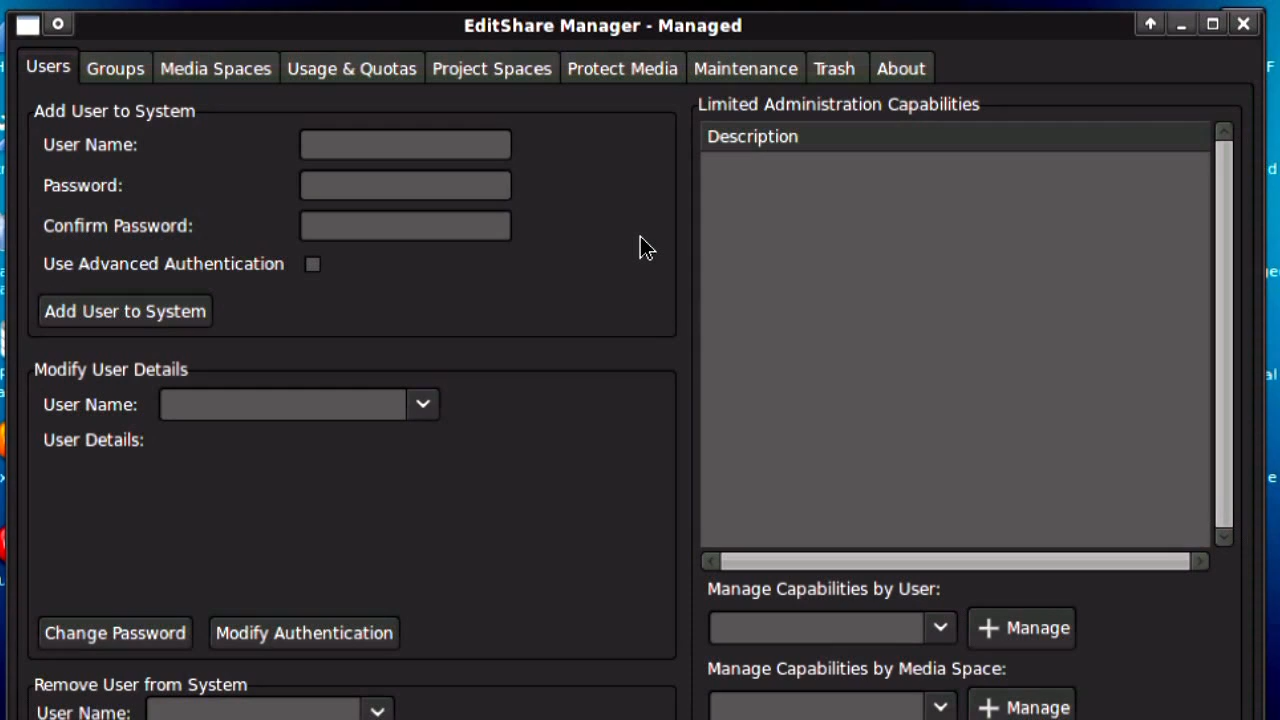 EditShare Manager - Managed
Users Groups Media Spaces Usage & Quotas Project Spaces Protect Media Maintenance Trash About
Add User to System
User Name:
Password:
Confirm Password:
Use Advanced Authentication
Add User to System
Modify User Details
User Name:
User Details:
Change Password Modify Authentication
Remove User from System
User Name:
Limited Administration Capabilities
Description
Manage Capabilities by User:
Manage
Manage Capabilities by Media Space:
Manage